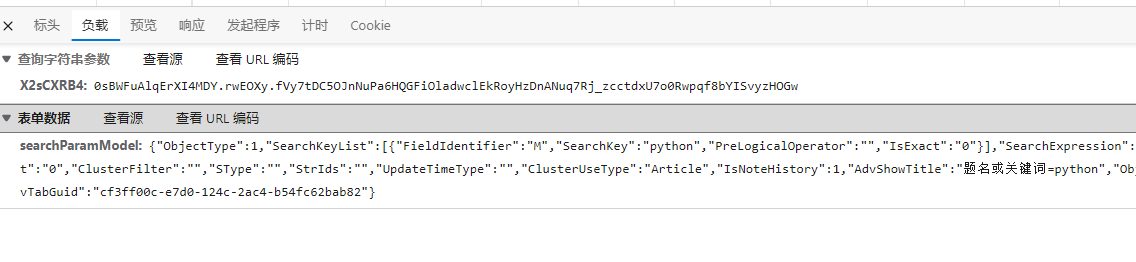 × 标头 负载 预览 响应 发起程序 计时 Cookie
▼ 查询字符串参数 查看源 查看 URL 编码
X2sCXRB4: 0sBWFuAlqErXI4MDY.rwEOXy.fVy7tDC5OJnNuPa6HQGFiOladwclEkRoyHzDnANuq7Rj_zcctdxU7o0Rwpqf8bYISvyzHOGw
▼ 表单数据 查看源 查看 URL 编码
searchParamModel: {"ObjectType":1,"SearchKeyList":[{"FieldIdentifier":"M","SearchKey":"python","PreLogicalOperator":"","IsExact":"0"}],"SearchExpression":
t":"0","ClusterFilter":"","SType":"","StrIds":"","UpdateTimeType":"","ClusterUseType":"Article","IsNoteHistory":1,"AdvShowTitle":"题名或关键词=python","Ob
vTabGuid":"cf3ff00c-e7d0-124c-2ac4-b54fc62bab82"}